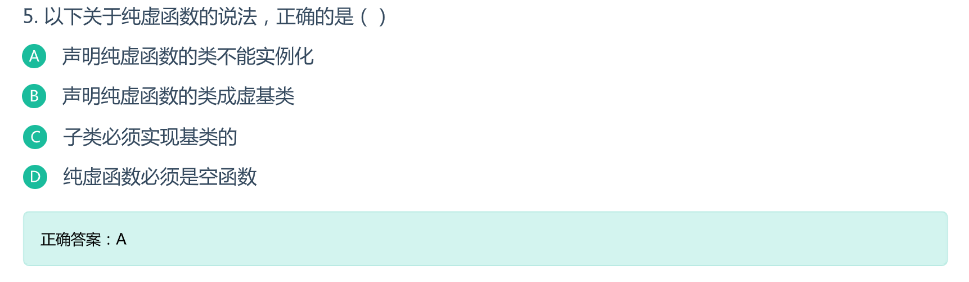 5. 以下关于纯虚函数的说法，正确的是（ ）
A 声明纯虚函数的类不能实例化
B 声明纯虚函数的类成虚基类
C 子类必须实现基类的
D 纯虚函数必须是空函数
正确答案：A